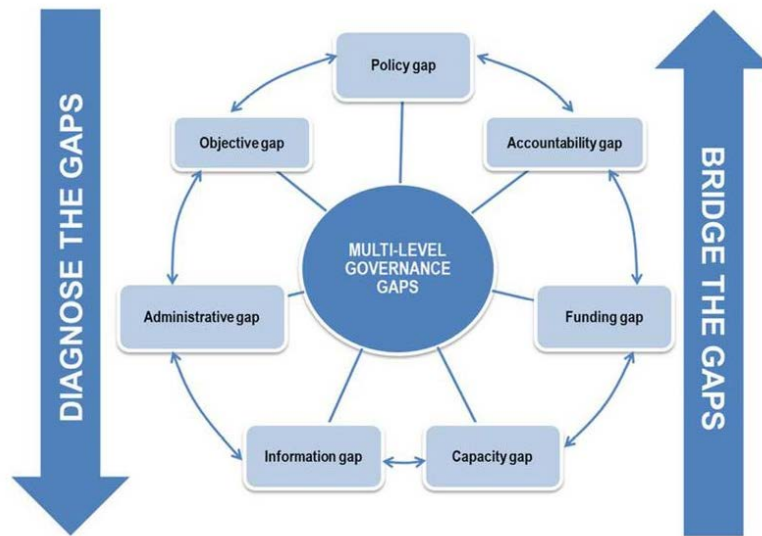 DIAGNOSE THE GAPS
Policy gap
Objective gap
Accountability gap
MULTI-LEVEL
GOVERNANCE
GAPS
Administrative gap
Funding gap
Information gap
Capacity gap
BRIDGE THE GAPS